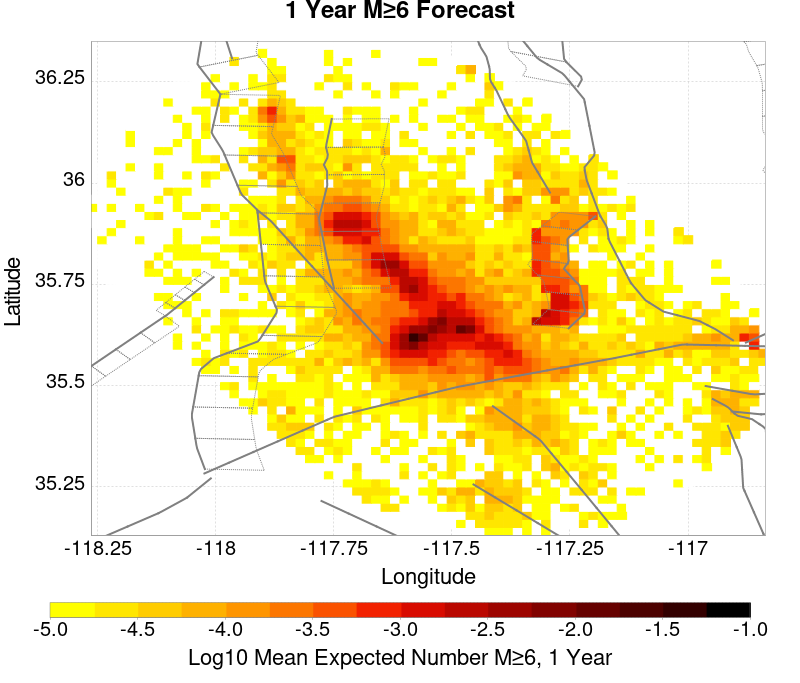 1 Year M≥6 Forecast
36.25
36
35.75
35.5
35.25
Latitude
-118.25 -118 -117.75 -117.5 -117.25 -117
Longitude
-5.0 -4.5 -4.0 -3.5 -3.0 -2.5 -2.0 -1.5 -1.0
Log10 Mean Expected Number M≥6, 1 Year